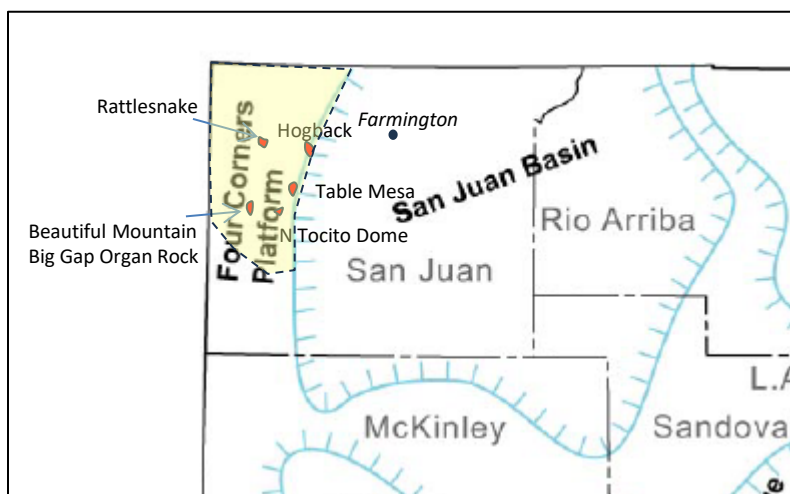 Rattlesnake
Hogback
Farmington
Four Corners
Platform
San Juan Basin
Table Mesa
Rio Arriba
Beautiful Mountain
Big Gap Organ Rock
N Tocito Dome
San Juan
L.A
McKinley
Sandova